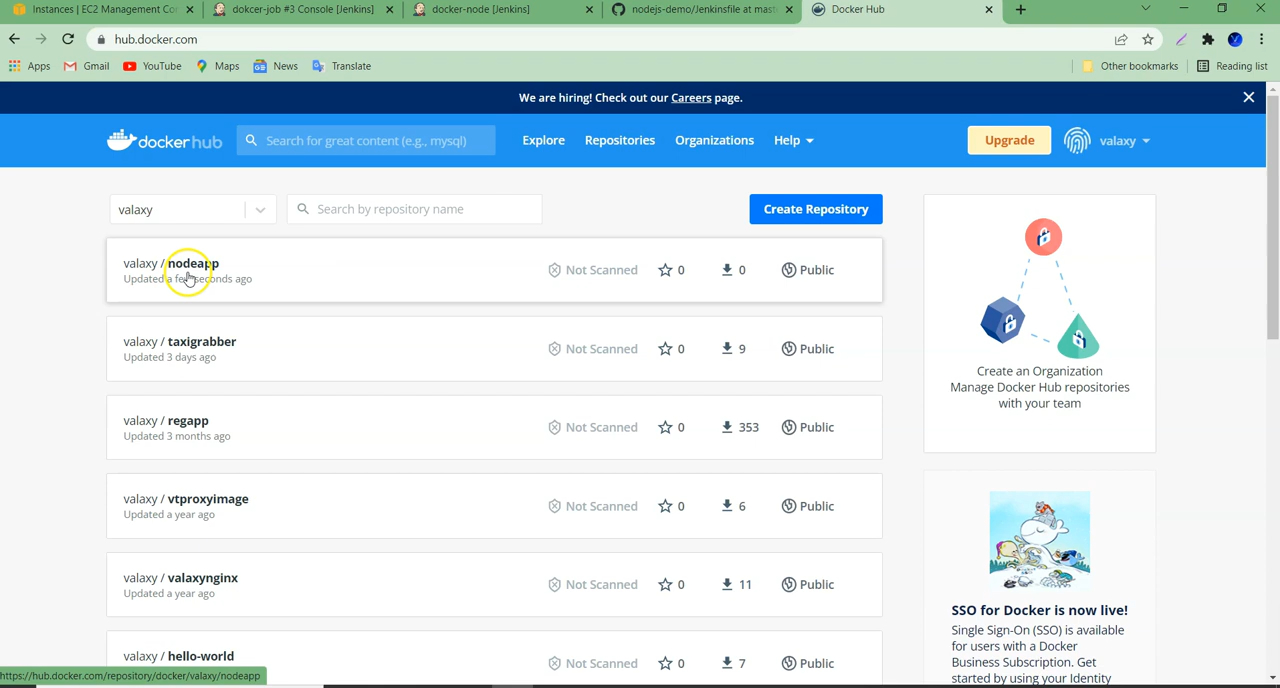 Instances | EC2 Management Con
dokcer-job #3 Console [Jenkins]
docker-node [Jenkins]
nodejs-demo/Jenkinsfile at maste
Docker Hub
hub.docker.com
Apps
Gmail
YouTube
Maps
News
Translate
Other bookmarks
Reading list
We are hiring! Check out our Careers page.
docker hub
Search for great content (e.g., mysql)
Explore
Repositories
Organizations
Help
Upgrade
valaxy
valaxy
Search by repository name
Create Repository
valaxy / nodeapp
Updated a few seconds ago
Not Scanned
0
0
Public
valaxy / taxigrabber
Updated 3 days ago
Not Scanned
0
9
Public
valaxy / regapp
Updated 3 months ago
Not Scanned
0
353
Public
valaxy / vtproxyimage
Updated a year ago
Not Scanned
0
6
Public
valaxy / valaxynginx
Updated a year ago
Not Scanned
0
11
Public
valaxy / hello-world
Not Scanned
0
7
Public
Create an Organization
Manage Docker Hub repositories
with your team
SSO for Docker is now live!
Single Sign-On (SSO) is available
for users with a Docker
Business Subscription. Get
started by using your Identity
https://hub.docker.com/repository/docker/valaxy/nodeapp